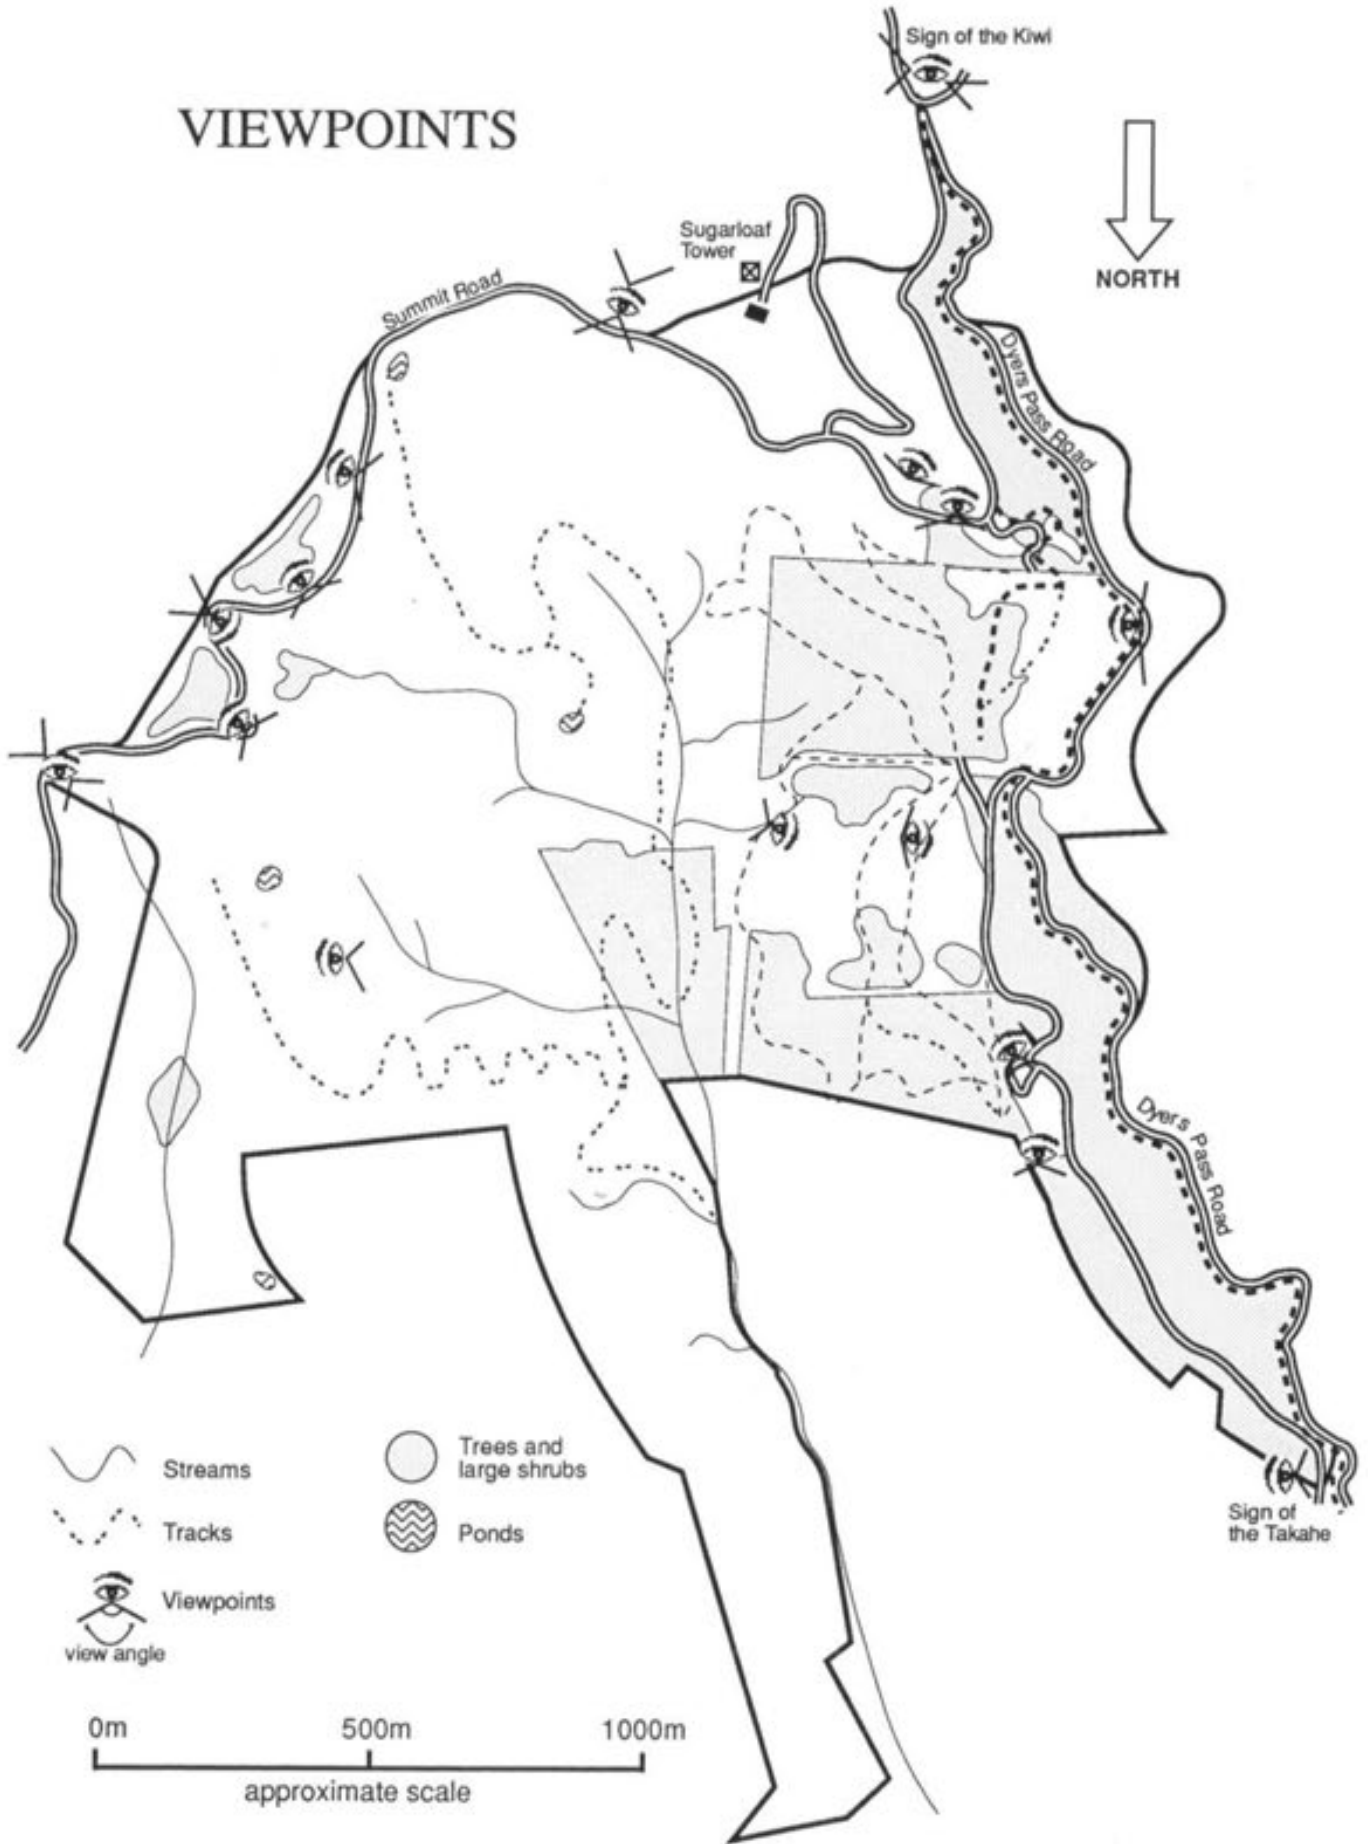 Sign of the Kiwi
VIEWPOINTS
Sugarloaf
Tower
NORTH
Summit Road
Dyers Pass Road
Dyers Pass Road
Streams
Trees and
large shrubs
Tracks
Ponds
Viewpoints
view angle
Sign of
the Takahe
0m 500m 1000m
approximate scale